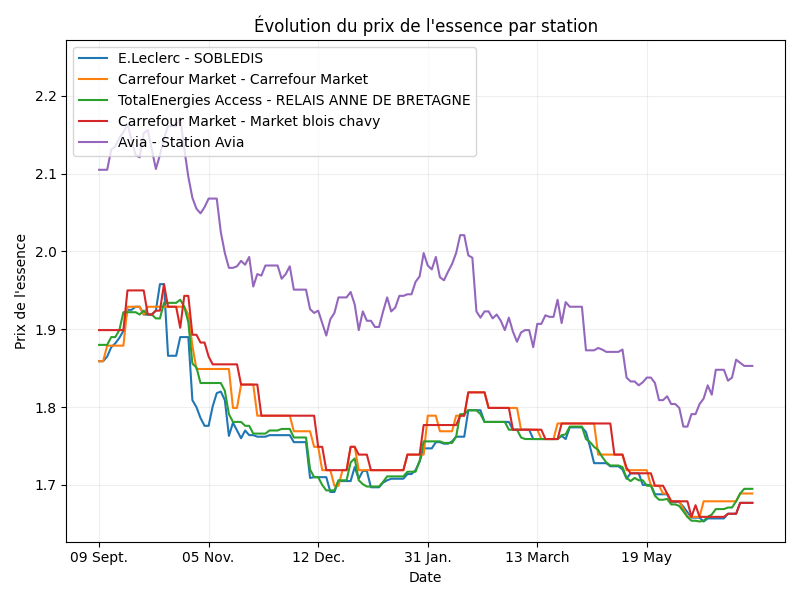 Évolution du prix de l'essence par station
E.Leclerc - SOBLEDIS
Carrefour Market - Carrefour Market
TotalEnergies Access - RELAIS ANNE DE BRETAGNE
Carrefour Market - Market blois chavy
Avia - Station Avia
Prix de l'essence
2.2
2.1
2.0
1.9
1.8
1.7
09 Sept.
05 Nov.
12 Dec.
31 Jan.
13 March
19 May
Date